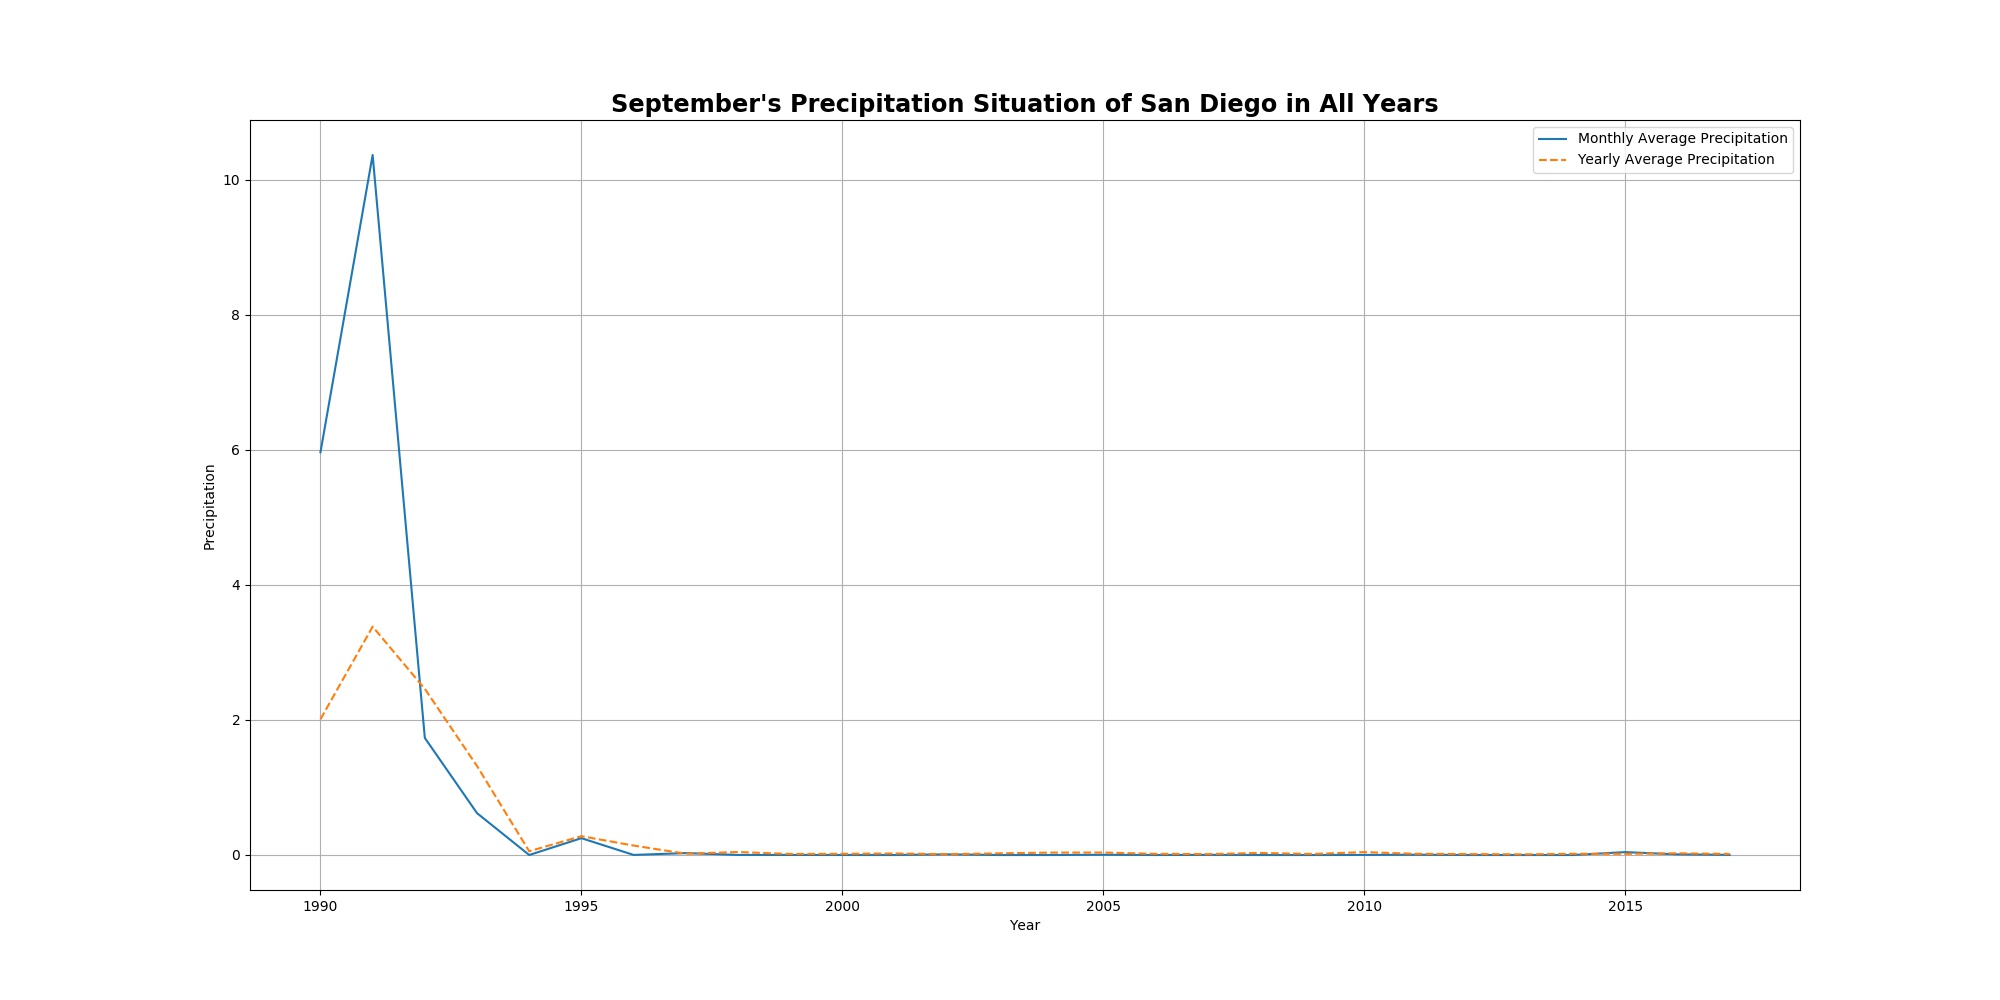 September's Precipitation Situation of San Diego in All Years
Monthly Average Precipitation
Yearly Average Precipitation
10
8
6
4
2
0
Precipitation
1990 1995 2000 2005 2010 2015
Year